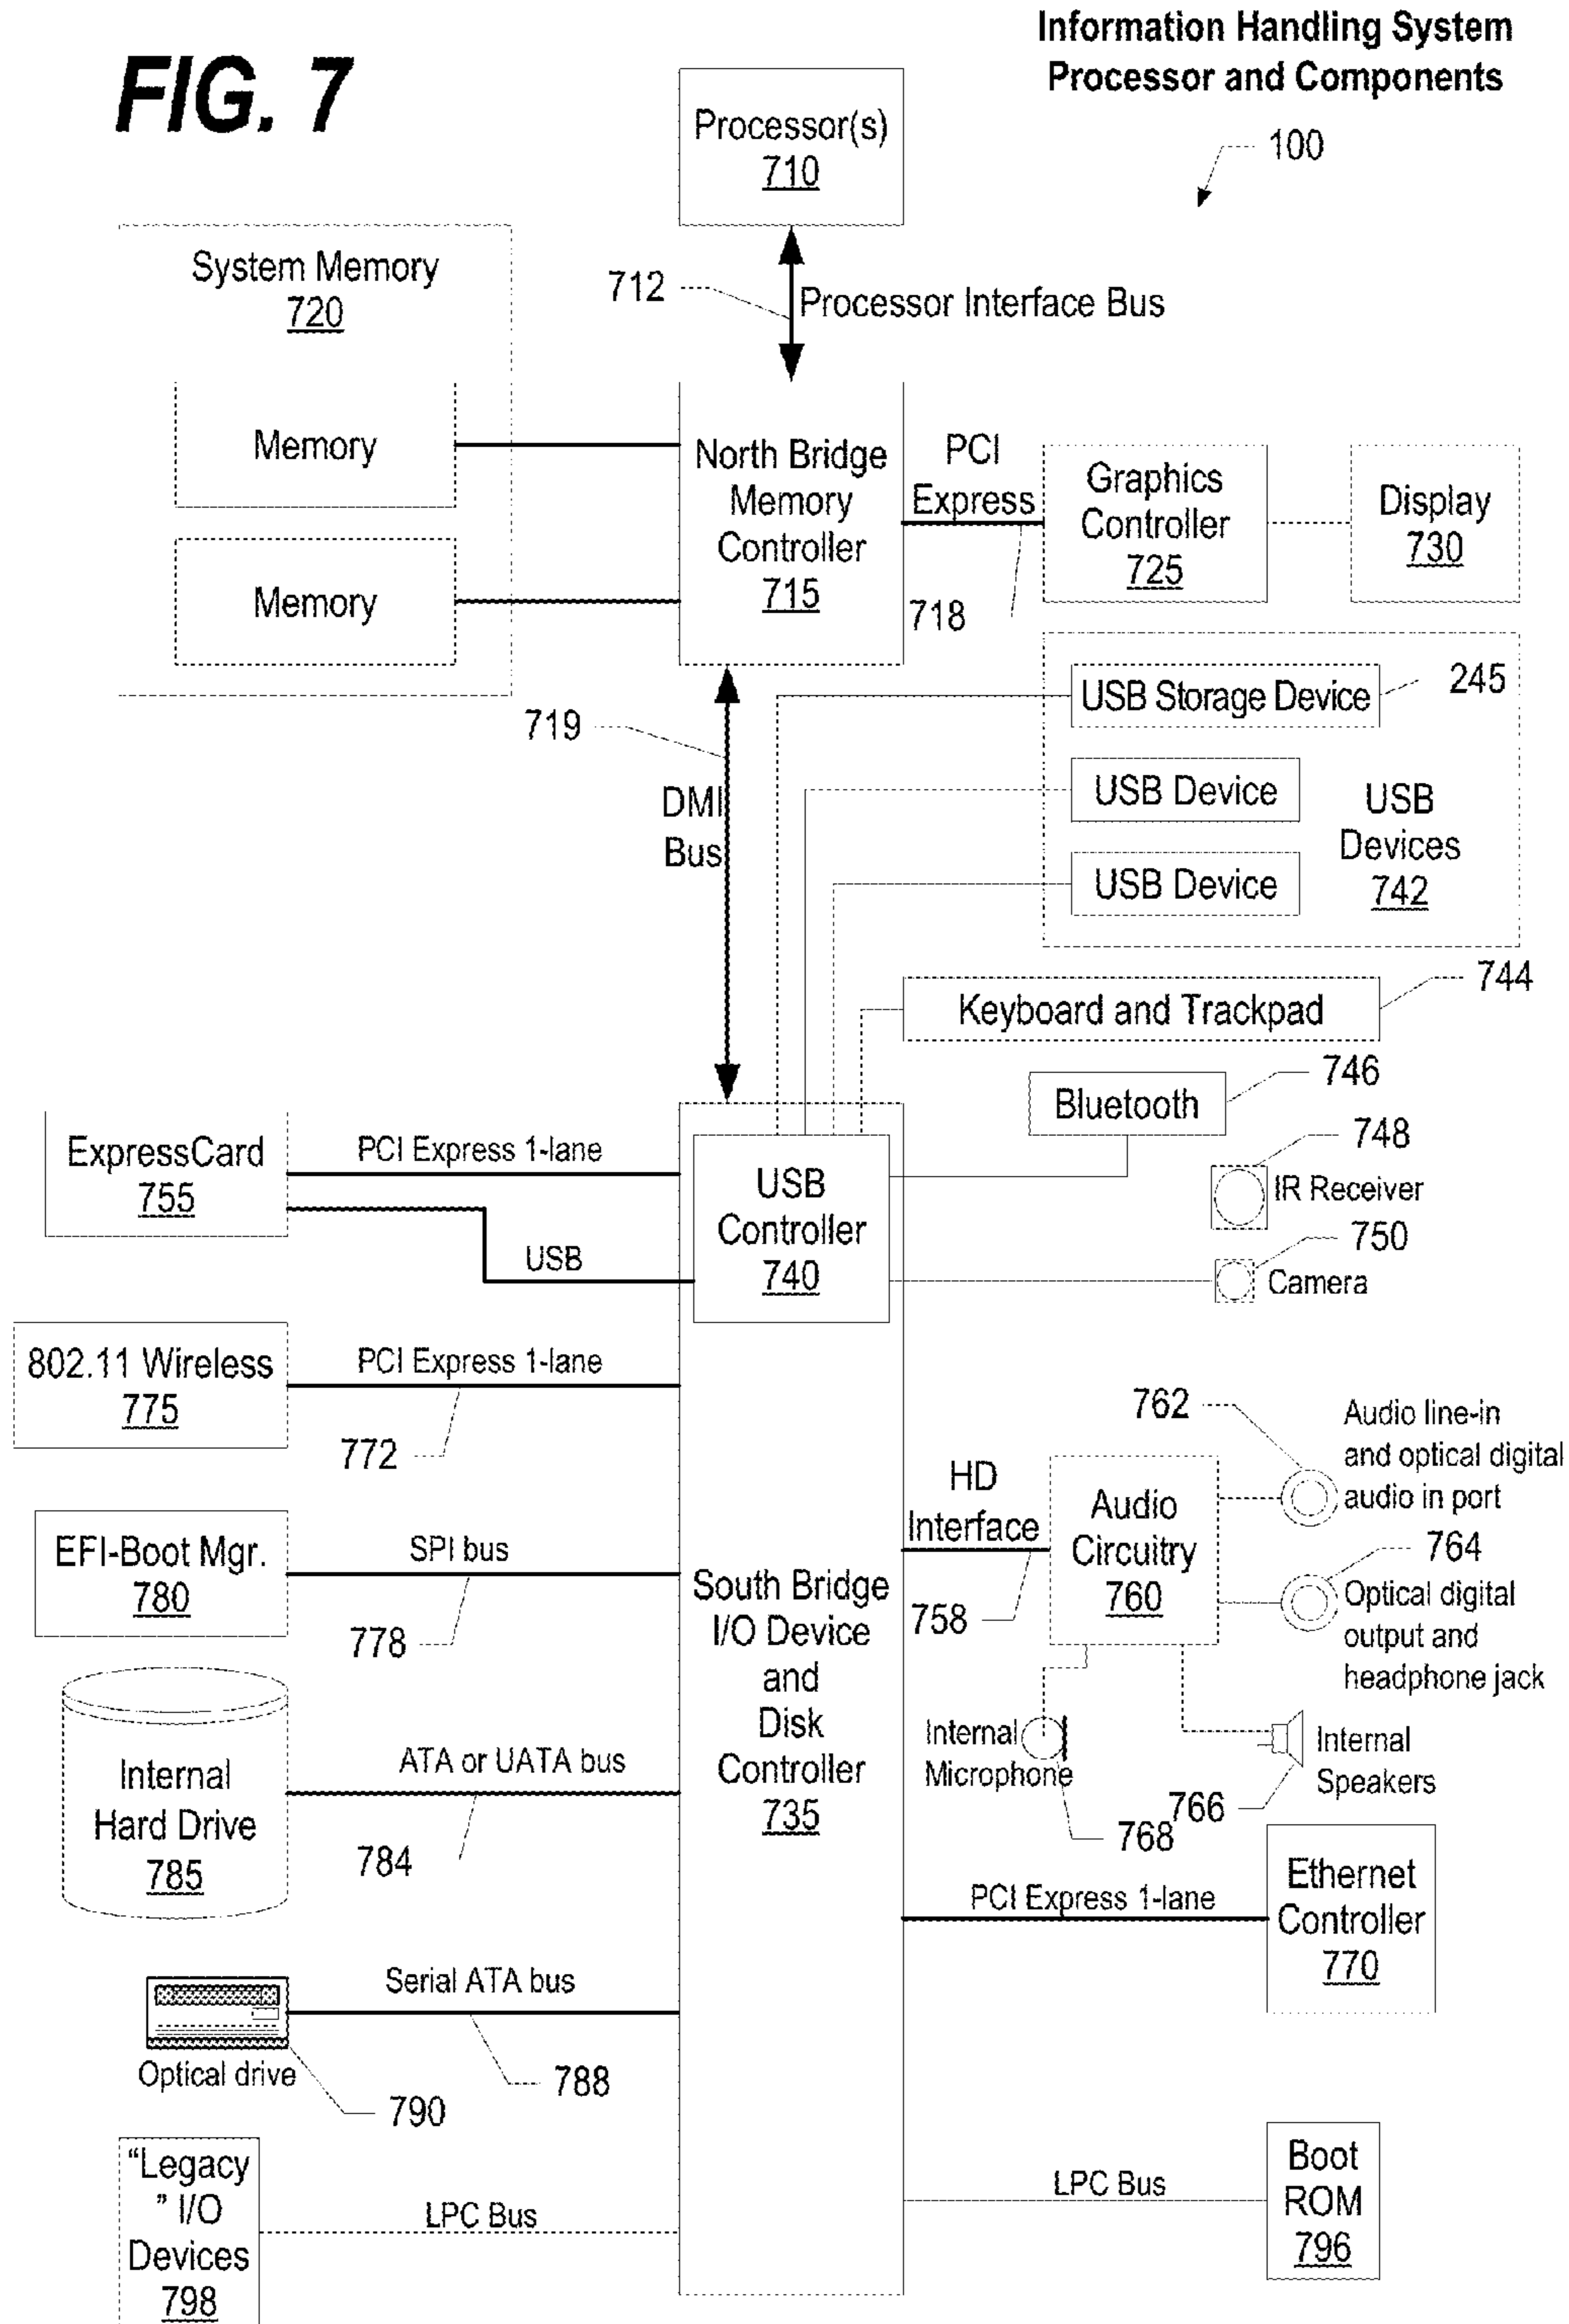 FIG. 7
Information Handling System
Processor and Components
100
Processor(s)
710
712
Processor Interface Bus
System Memory
720
Memory
Memory
North Bridge
Memory
Controller
715
PCI
Express
718
Graphics
Controller
725
Display
730
719
DMI
Bus
USB Storage Device
245
USB Device
USB Device
USB
Devices
742
Keyboard and Trackpad
744
Bluetooth
746
748
IR Receiver
750
Camera
ExpressCard
755
PCI Express 1-lane
USB
USB
Controller
740
802.11 Wireless
775
PCI Express 1-lane
772
EFI-Boot Mgr.
780
SPI bus
778
South Bridge
I/O Device
and
Disk
Controller
735
HD
Interface
758
Audio
Circuitry
760
762
Audio line-in
and optical digital
audio in port
764
Optical digital
output and
headphone jack
Internal
Microphone
768
766
Internal
Speakers
Internal
Hard Drive
785
ATA or UATA bus
784
PCI Express 1-lane
Ethernet
Controller
770
Serial ATA bus
788
Optical drive
790
“Legacy
” I/O
Devices
798
LPC Bus
LPC Bus
Boot
ROM
796